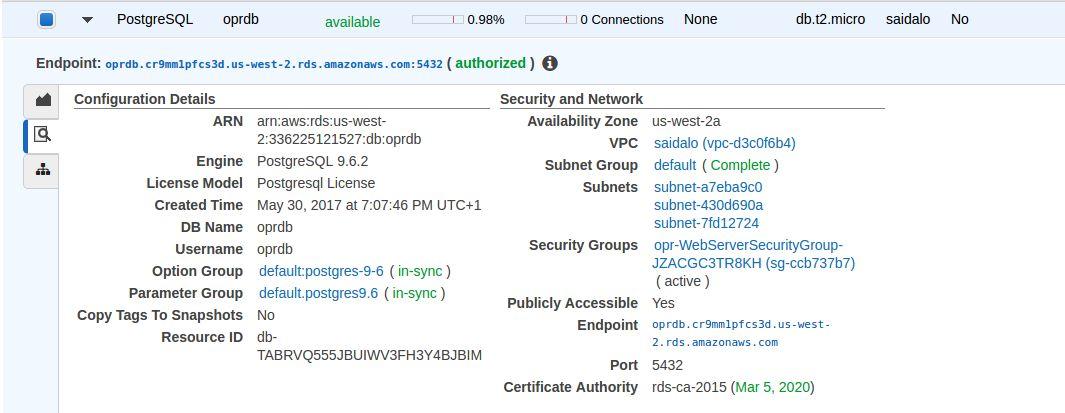 PostgreSQL oprdb available 0.98% 0 Connections None db.t2.micro saidalo No
Endpoint: oprdb.cr9mm1pfcs3d.us-west-2.rds.amazonaws.com:5432 ( authorized )
Configuration Details
ARN arn:aws:rds:us-west-
2:336225121527:db:oprdb
Engine PostgreSQL 9.6.2
License Model Postgresql License
Created Time May 30, 2017 at 7:07:46 PM UTC+1
DB Name oprdb
Username oprdb
Option Group default:postgres-9-6 ( in-sync )
Parameter Group default.postgres9.6 ( in-sync )
Copy Tags To Snapshots No
Resource ID db-
TABRVQ555JBUIWV3FH3Y4BJBIM
Security and Network
Availability Zone us-west-2a
VPC saidalo (vpc-d3c0f6b4)
Subnet Group default ( Complete )
Subnets subnet-a7eba9c0
subnet-430d690a
subnet-7fd12724
Security Groups opr-WebServerSecurityGroup-
JZACGC3TR8KH (sg-ccb737b7)
( active )
Publicly Accessible Yes
Endpoint oprdb.cr9mm1pfcs3d.us-west-
2.rds.amazonaws.com
Port 5432
Certificate Authority rds-ca-2015 (Mar 5, 2020)